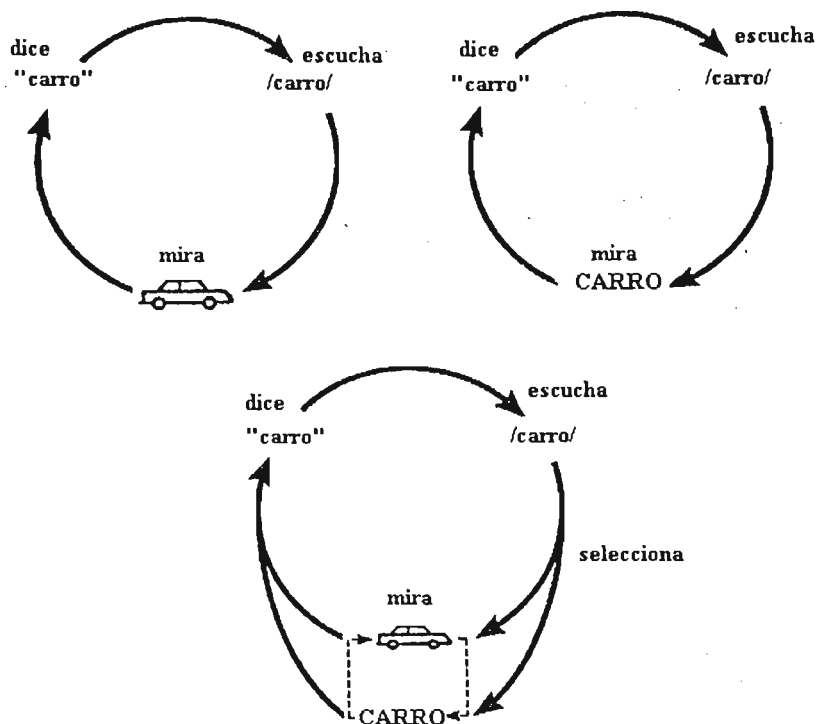 dice
"carro"
escucha
/carro/
mira
dice
"carro"
escucha
/carro/
mira
CARRO
dice
"carro"
escucha
/carro/
selecciona
mira
CARRO